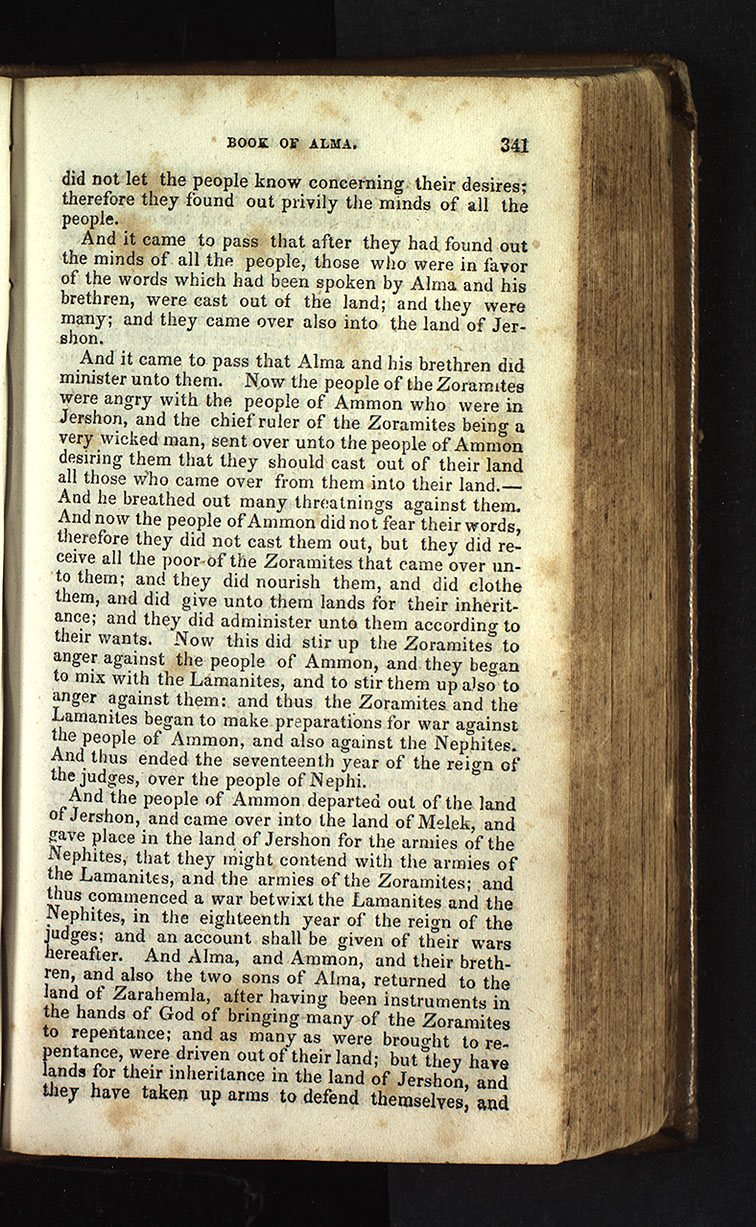 BOOK OF ALMA. 341
did not let the people know concerning their desires;
therefore they found out privily the minds of all the
people.
And it came to pass that after they had found out
the minds of all the people, those who were in favor
of the words which had been spoken by Alma and his
brethren, were cast out of the land; and they were
many; and they came over also into the land of Jer-
shon.
And it came to pass that Alma and his brethren did
minister unto them. Now the people of the Zoramites
were angry with the people of Ammon who were in
Jershon, and the chief ruler of the Zoramites being a
very wicked man, sent over unto the people of Ammon
desiring them that they should cast out of their land
all those who came over from them into their land.—
And he breathed out many threatnings against them.
And now the people of Ammon did not fear their words,
therefore they did not cast them out, but they did re-
ceive all the poor of the Zoramites that came over un-
to them; and they did nourish them, and did clothe
them, and did give unto them lands for their inherit-
ance; and they did administer unto them according to
their wants. Now this did stir up the Zoramites to
anger against the people of Ammon, and they began
to mix with the Lamanites, and to stir them up also to
anger against them: and thus the Zoramites and the
Lamanites began to make preparations for war against
the people of Ammon, and also against the Nephites.
And thus ended the seventeenth year of the reign of
the judges, over the people of Nephi.
And the people of Ammon departed out of the land
of Jershon, and came over into the land of Melek, and
gave place in the land of Jershon for the armies of the
Nephites, that they might contend with the armies of
the Lamanites, and the armies of the Zoramites; and
thus commenced a war betwixt the Lamanites and the
Nephites, in the eighteenth year of the reign of the
judges; and an account shall be given of their wars
hereafter. And Alma, and Ammon, and their breth-
ren, and also the two sons of Alma, returned to the
land of Zarahemla, after having been instruments in
the hands of God of bringing many of the Zoramites
to repentance; and as many as were brought to re-
pentance, were driven out of their land; but they have
lands for their inheritance in the land of Jershon, and
they have taken up arms to defend themselves, and